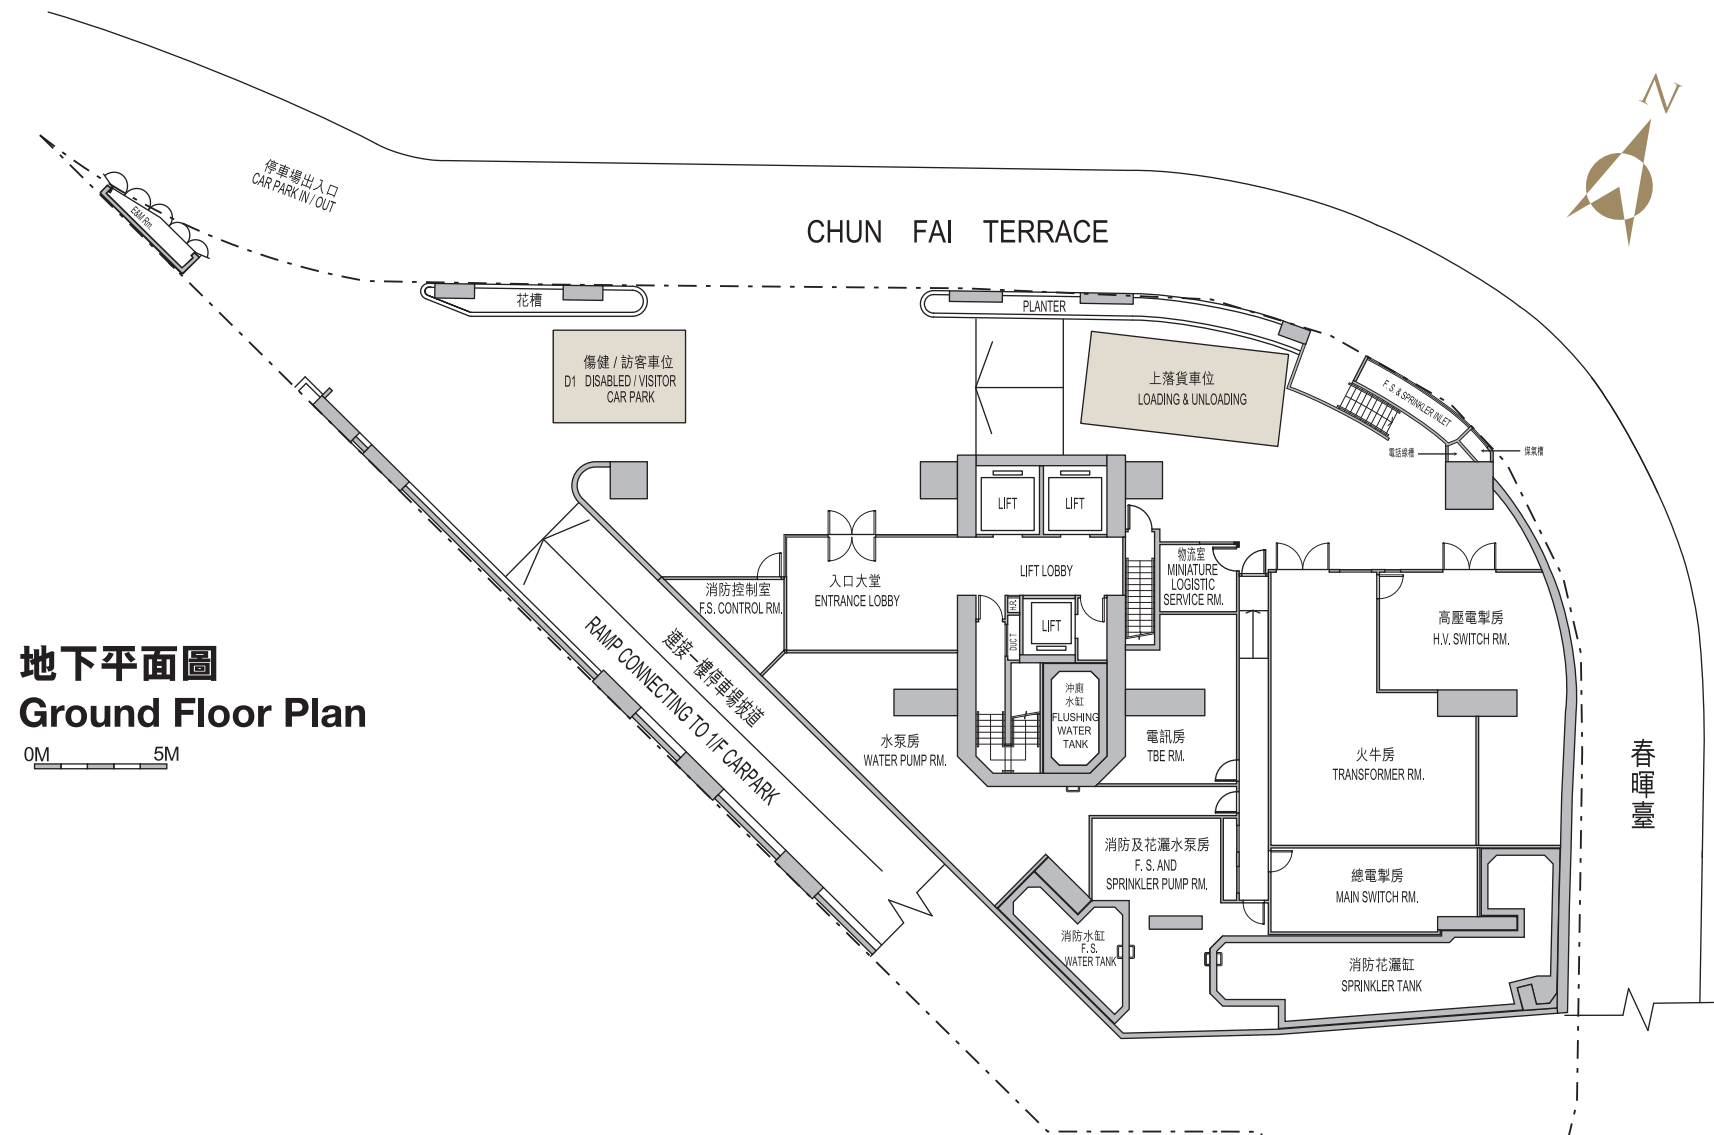 N
停車場出入口
CAR PARK IN / OUT
E&M Rm.
CHUN FAI TERRACE
花槽
PLANTER
傷健 / 訪客車位
D1 DISABLED / VISITOR
CAR PARK
上落貨車位
LOADING & UNLOADING
F. S. & SPRINKLER INLET
電話線槽
煤氣槽
LIFT
LIFT
物流室
MINIATURE
LOGISTIC
SERVICE RM.
LIFT LOBBY
入口大堂
ENTRANCE LOBBY
消防控制室
F.S. CONTROL RM.
H.R.
DUCT
LIFT
高壓電掣房
H.V. SWITCH RM.
連接一樓停車場坡道
RAMP CONNECTING TO 1/F CARPARK
地下平面圖
Ground Floor Plan
0M 5M
沖廁
水缸
FLUSHING
WATER
TANK
水泵房
WATER PUMP RM.
電訊房
TBE RM.
火牛房
TRANSFORMER RM.
春暉臺
消防及花灑水泵房
F. S. AND
SPRINKLER PUMP RM.
總電掣房
MAIN SWITCH RM.
消防水缸
F. S.
WATER TANK
消防花灑缸
SPRINKLER TANK